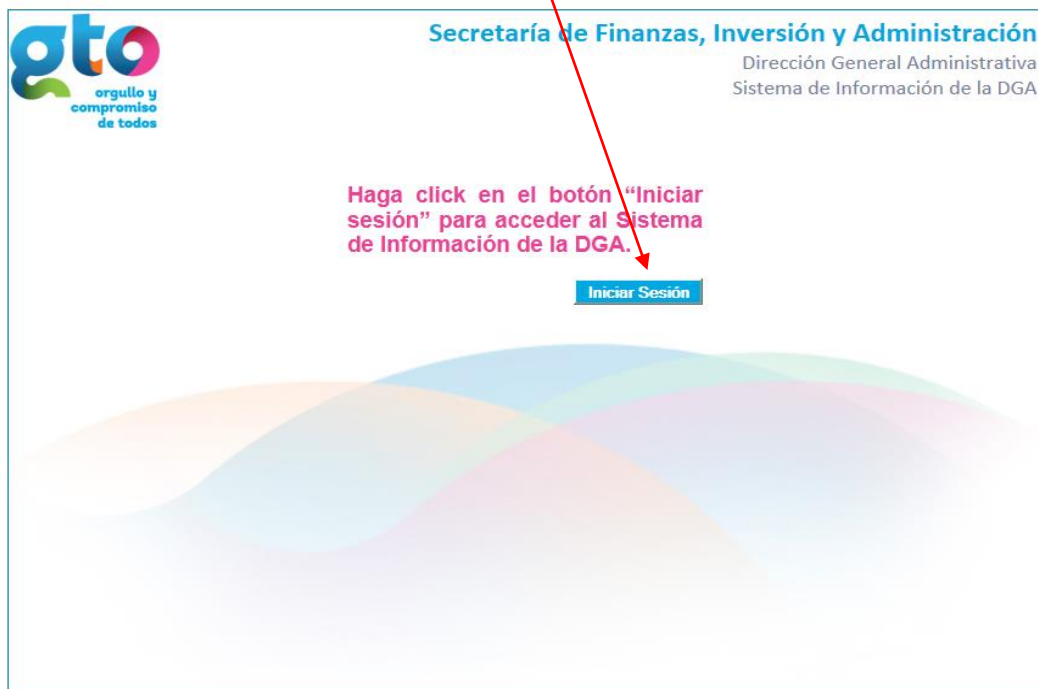 gto
orgullo y
compromiso
de todos
Secretaría de Finanzas, Inversión y Administración
Dirección General Administrativa
Sistema de Información de la DGA
Haga click en el botón “Iniciar
sesión” para acceder al Sistema
de Información de la DGA.
Iniciar Sesión